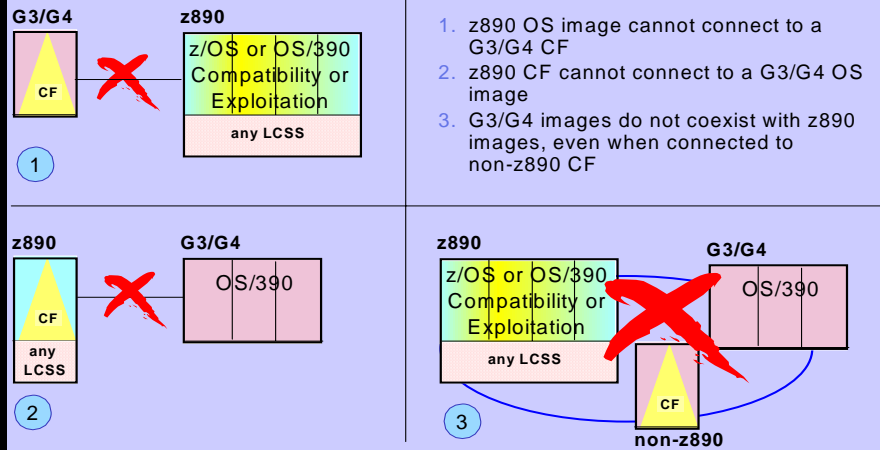 G3/G4
z890
CF
z/OS or OS/390
Compatibility or
Exploitation
any LCSS
1
1. z890 OS image cannot connect to a
G3/G4 CF
2. z890 CF cannot connect to a G3/G4 OS
image
3. G3/G4 images do not coexist with z890
images, even when connected to
non-z890 CF
z890
G3/G4
CF
any
LCSS
OS/390
2
z890
G3/G4
z/OS or OS/390
Compatibility or
Exploitation
any LCSS
OS/390
CF
non-z890
3